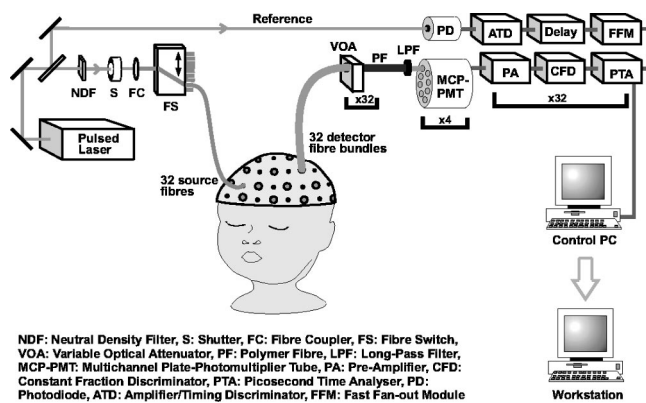 Reference
PD
ATD
Delay
FFM
NDF
S
FC
FS
VOA
PF
LPF
MCP-
PMT
PA
CFD
PTA
x32
x4
x32
Pulsed
Laser
32 detector
fibre bundles
32 source
fibres
Control PC
Workstation
NDF: Neutral Density Filter, S: Shutter, FC: Fibre Coupler, FS: Fibre Switch,
VOA: Variable Optical Attenuator, PF: Polymer Fibre, LPF: Long-Pass Filter,
MCP-PMT: Multichannel Plate-Photomultiplier Tube, PA: Pre-Amplifier, CFD:
Constant Fraction Discriminator, PTA: Picosecond Time Analyser, PD:
Photodiode, ATD: Amplifier/Timing Discriminator, FFM: Fast Fan-out Module